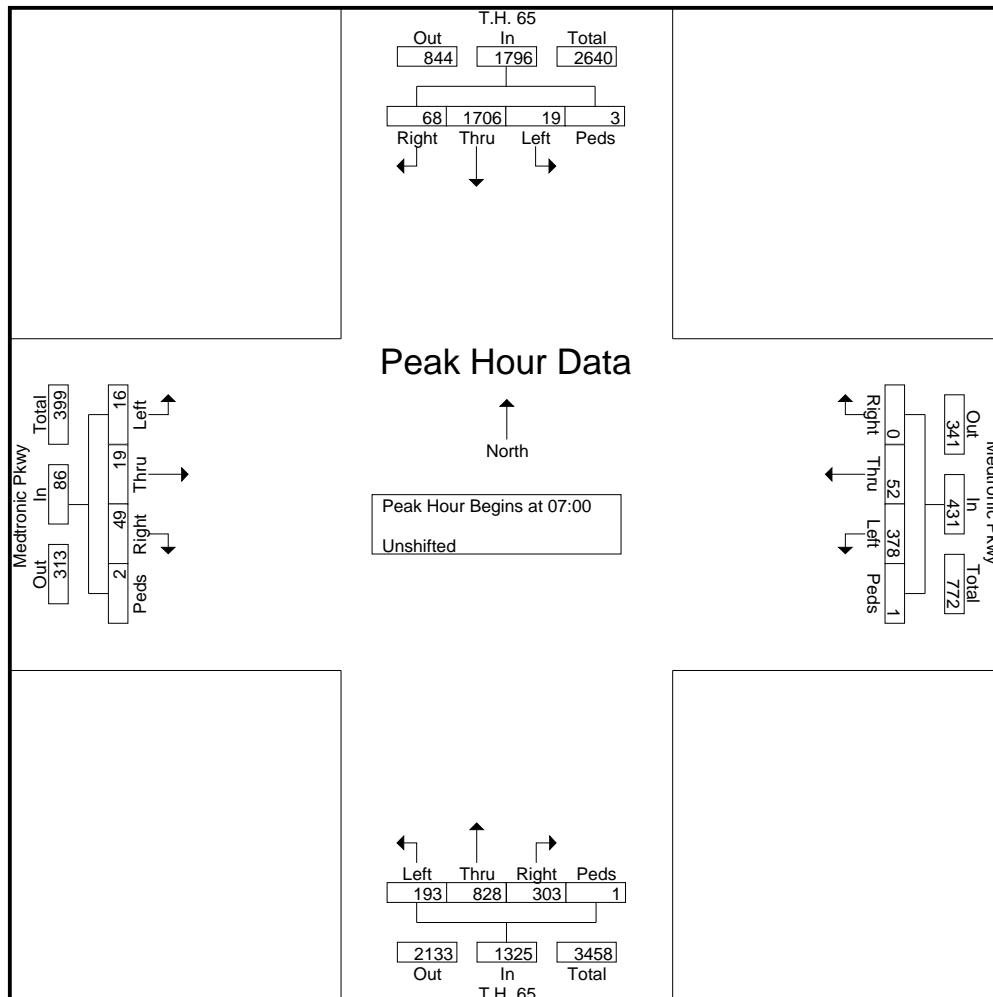 T.H. 65
Out In Total
844 1796 2640
68 1706 19 3
Right Thru Left Peds
Peak Hour Data
North
Peak Hour Begins at 07:00
Unshifted
Medtronic Pkwy
Total In Out
399 86 313
16 19 49 2
Left Thru Right Peds
Right Thru Left Peds
0 52 378 1
Out In Total
341 431 772
Medtronic Pkwy
Left Thru Right Peds
193 828 303 1
2133 1325 3458
Out In Total
T.H. 65